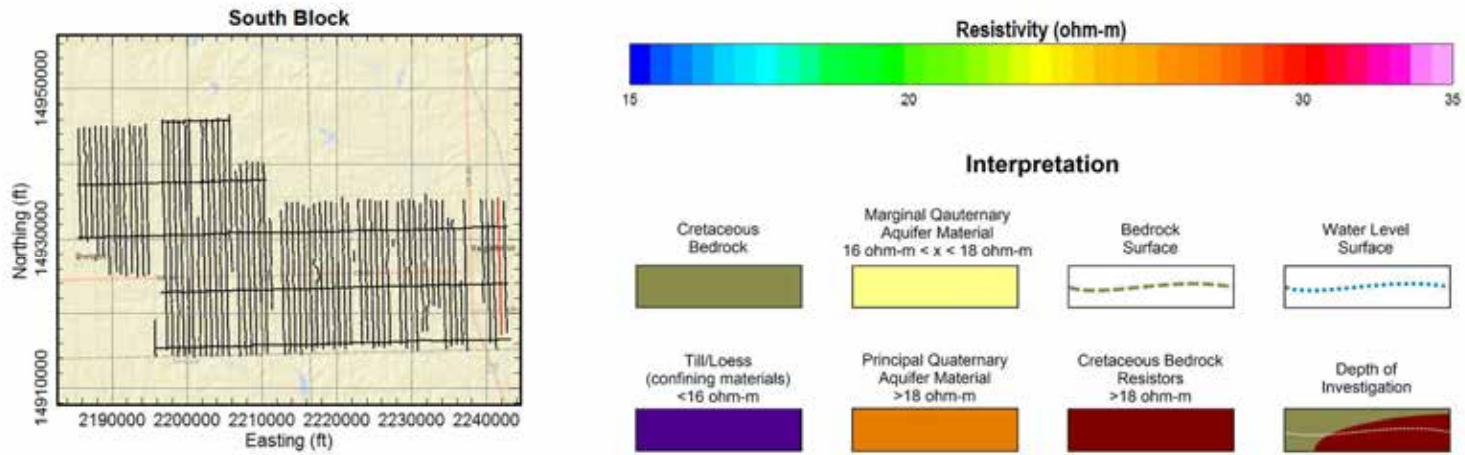 South Block
14950000
14930000
14910000
Northing (ft)
2190000 2200000 2210000 2220000 2230000 2240000
Easting (ft)
Resistivity (ohm-m)
15 20 30 35
Interpretation
Cretaceous
Bedrock
Marginal Qauternary
Aquifer Material
16 ohm-m < x < 18 ohm-m
Bedrock
Surface
Water Level
Surface
Till/Loess
(confining materials)
<16 ohm-m
Principal Quaternary
Aquifer Material
>18 ohm-m
Cretaceous Bedrock
Resistors
>18 ohm-m
Depth of
Investigation